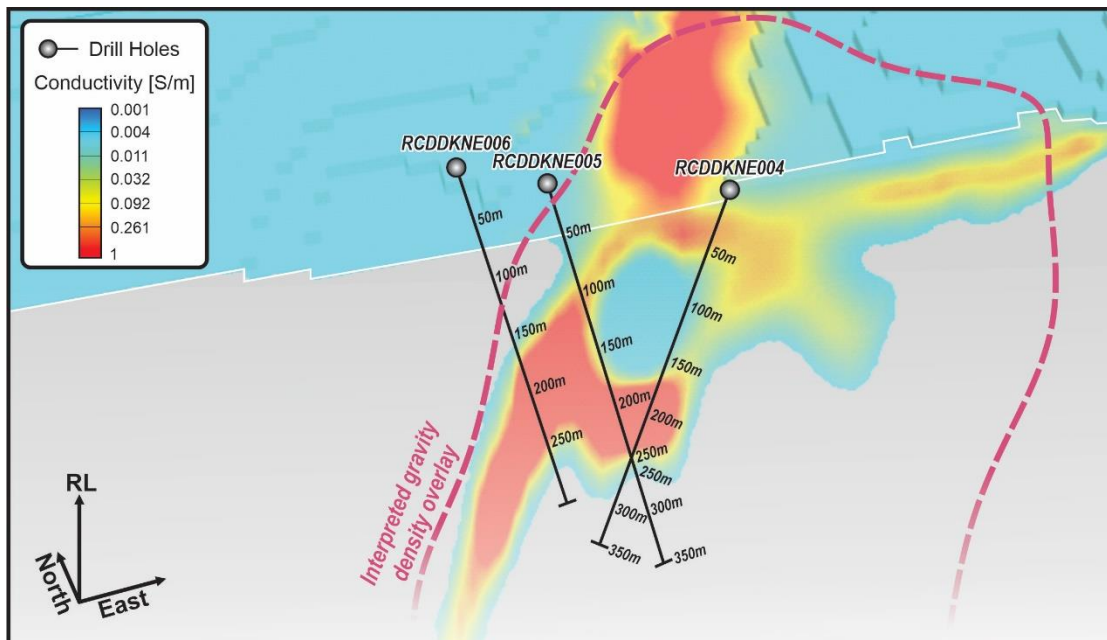 Drill Holes
Conductivity [S/m]
0.001
0.004
0.011
0.032
0.092
0.261
1
RCDDKNE006
RCDDKNE005
RCDDKNE004
50m
100m
150m
200m
250m
50m
100m
150m
200m
250m
300m
350m
50m
100m
150m
200m
250m
300m
350m
Interpreted gravity
density overlay
RL
North
East